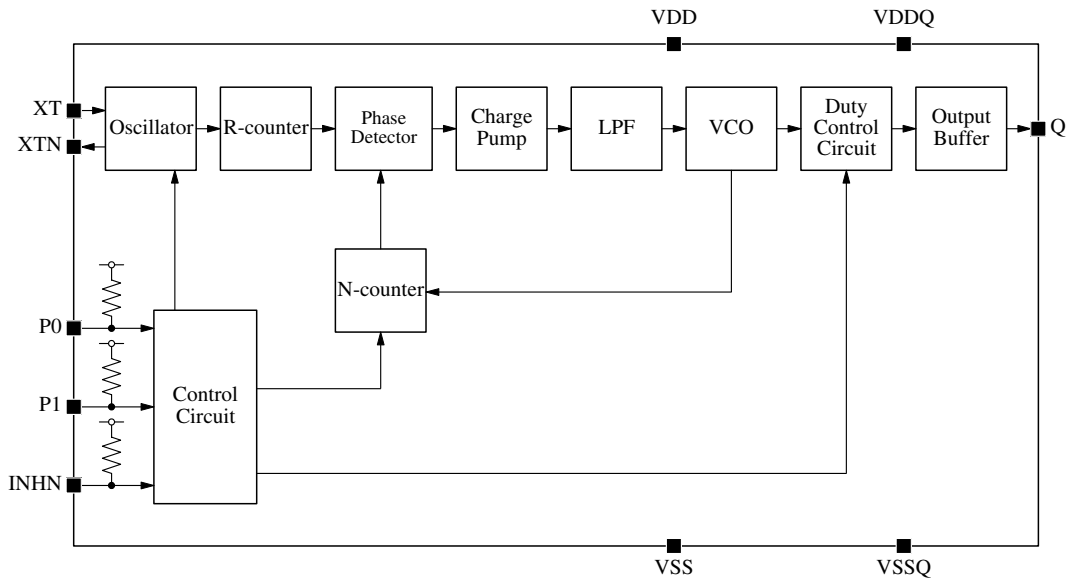 VDD
VDDQ
XT
XTN
Oscillator
R-counter
Phase
Detector
Charge
Pump
LPF
VCO
Duty
Control
Circuit
Output
Buffer
Q
N-counter
P0
P1
INHN
Control
Circuit
VSS
VSSQ